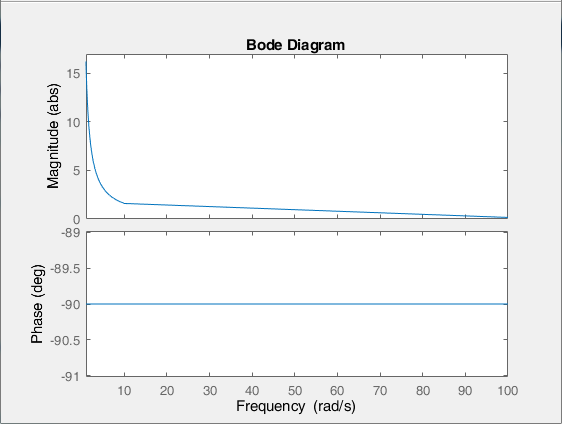 Bode Diagram
Magnitude (abs)
15
10
5
0
Phase (deg)
-89
-89.5
-90
-90.5
-91
10 20 30 40 50 60 70 80 90 100
Frequency (rad/s)